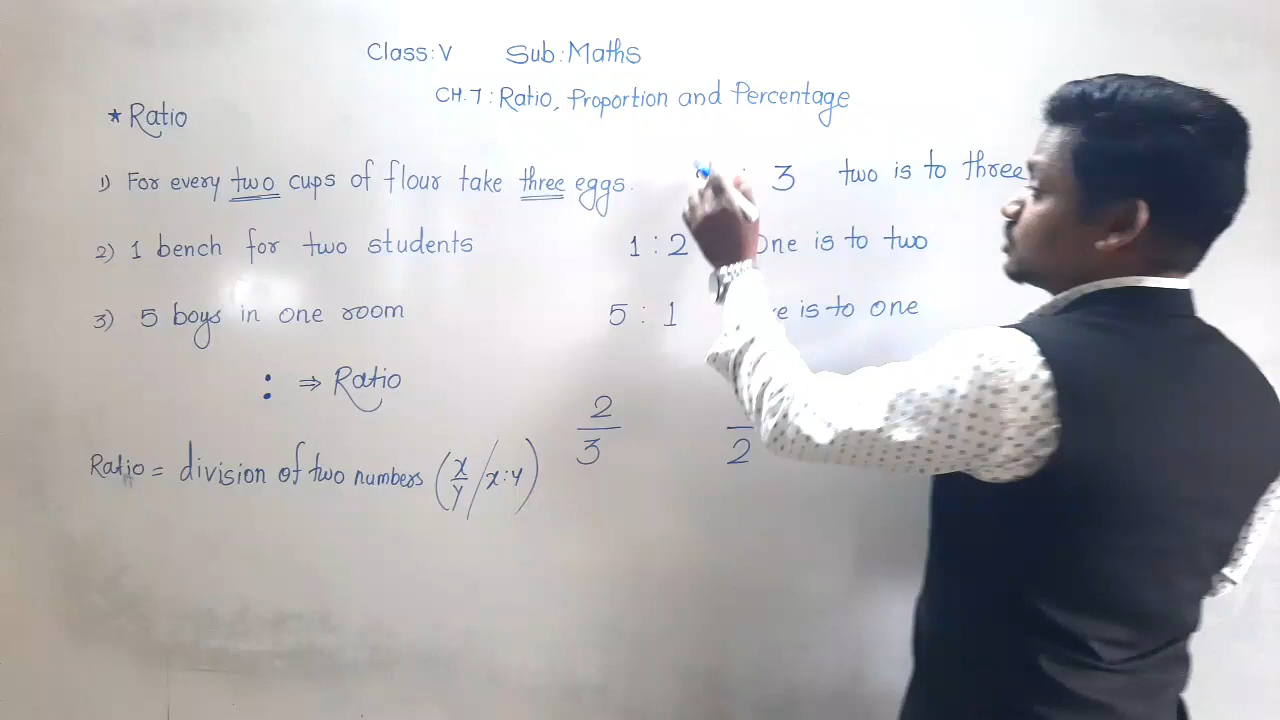 Class: V Sub: Maths
CH. 7: Ratio, Proportion and Percentage
★ Ratio
1) For every two cups of flour take three eggs. : 3 two is to three
2) 1 bench for two students 1 : 2 One is to two
3) 5 boys in one room 5 : 1 is to one
: ⇒ Ratio
2/3
2
Ratio = division of two numbers (x/y / x:y)